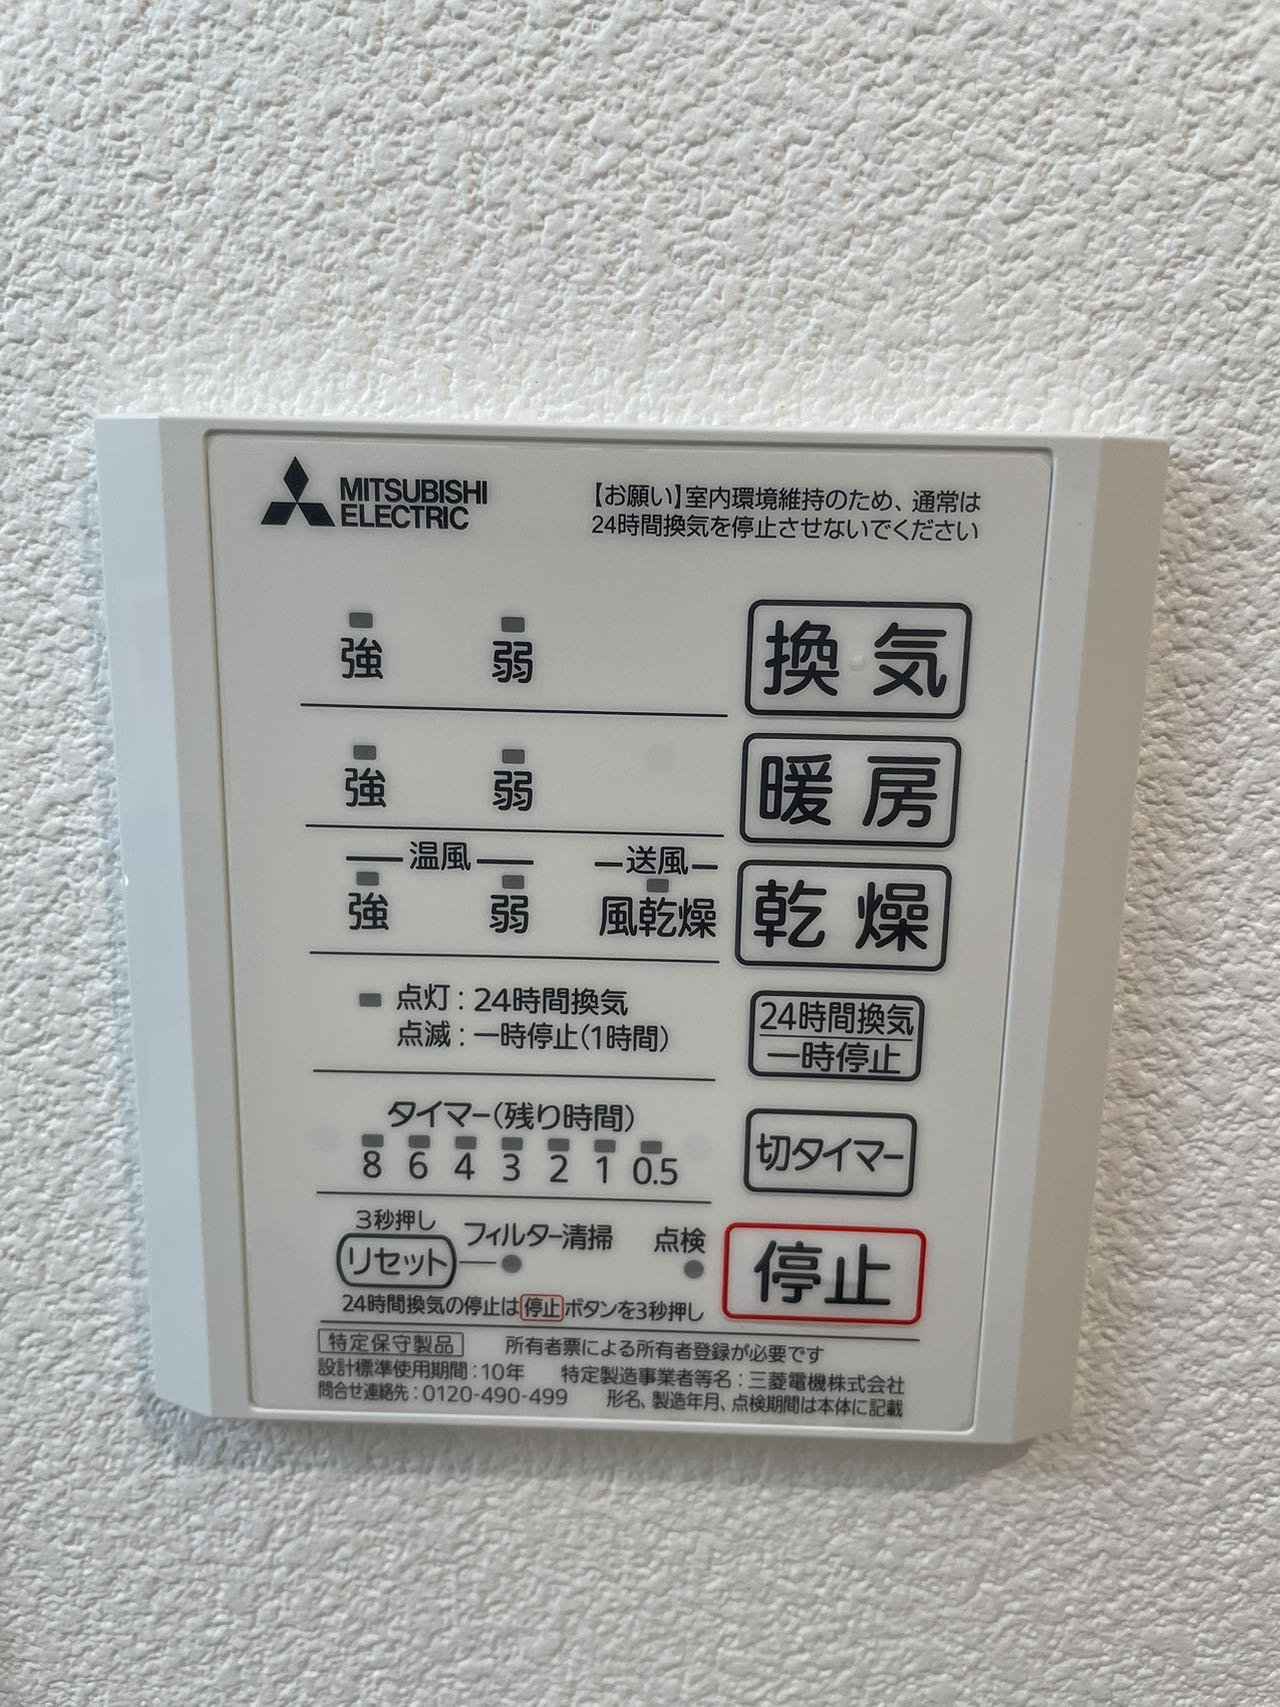 MITSUBISHI
ELECTRIC
【お願い】室内環境維持のため、通常は
24時間換気を停止させないでください
強 弱 換気
強 弱 暖房
温風 送風
強 弱 風乾燥 乾燥
点灯：24時間換気
点滅：一時停止(1時間)
24時間換気
一時停止
タイマー(残り時間)
8 6 4 3 2 1 0.5
切タイマー
3秒押し
リセット フィルター清掃 点検
停止
24時間換気の停止は停止ボタンを3秒押し
特定保守製品 所有者票による所有者登録が必要です
設計標準使用期間：10年 特定製造事業者等名：三菱電機株式会社
問合せ連絡先：0120-490-499 形名、製造年月、点検期間は本体に記載